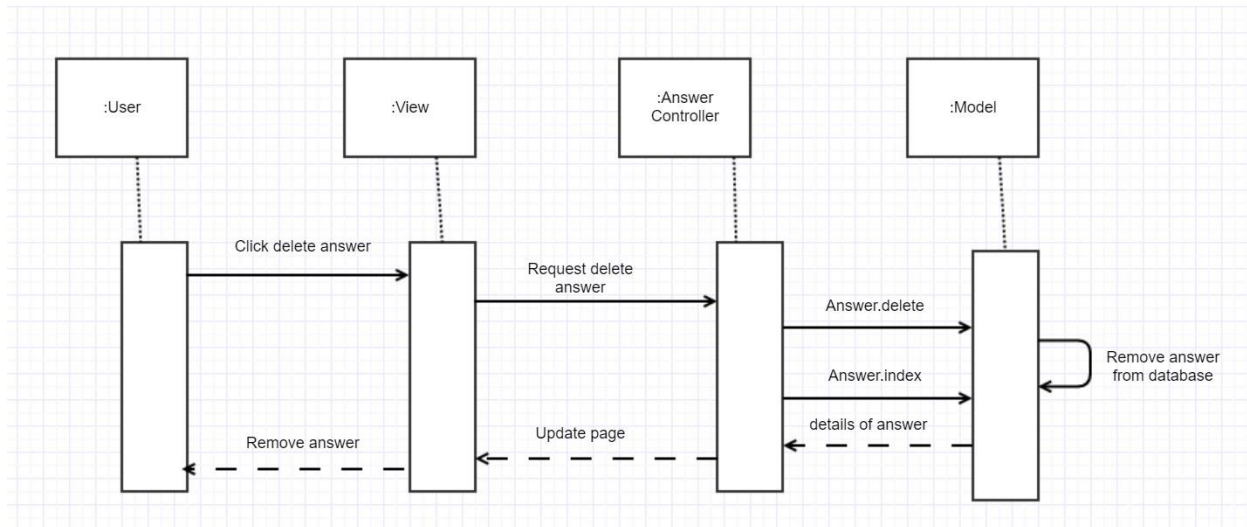 :User
:View
:Answer
Controller
:Model
Click delete answer
Request delete
answer
Answer.delete
Remove answer
from database
Answer.index
details of answer
Update page
Remove answer